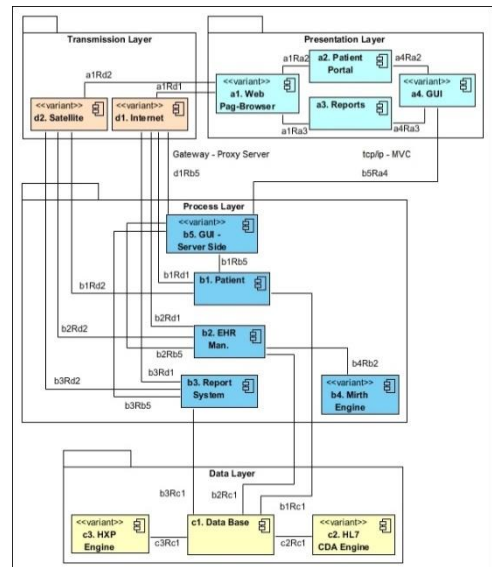 Transmission Layer
Presentation Layer
a1Rd2
a1Rd1
a1Ra2
a2. Patient
Portal
a4Ra2
<<variant>>
d2. Satellite
<<variant>>
d1. Internet
<<variant>>
a1. Web
Pag-Browser
a3. Reports
<<variant>>
a4. GUI
a1Ra3
a4Ra3
Gateway - Proxy Server
d1Rb5
tcp/Ip - MVC
b5Ra4
Process Layer
<<variant>>
b5. GUI -
Server Side
b1Rb5
b1Rd2
b1Rd1
b1. Patient
b2Rd1
b2Rd2
b2. EHR
Man.
b2Rb5
b4Rb2
b3Rd1
b3Rd2
b3. Report
System
<<variant>>
b4. Mirth
Engine
b3Rb5
Data Layer
b3Rc1
b2Rc1
b1Rc1
<<variant>>
c3. HXP
Engine
c1. Data Base
<<variant>>
c2. HL7
CDA Engine
c3Rc1
c2Rc1